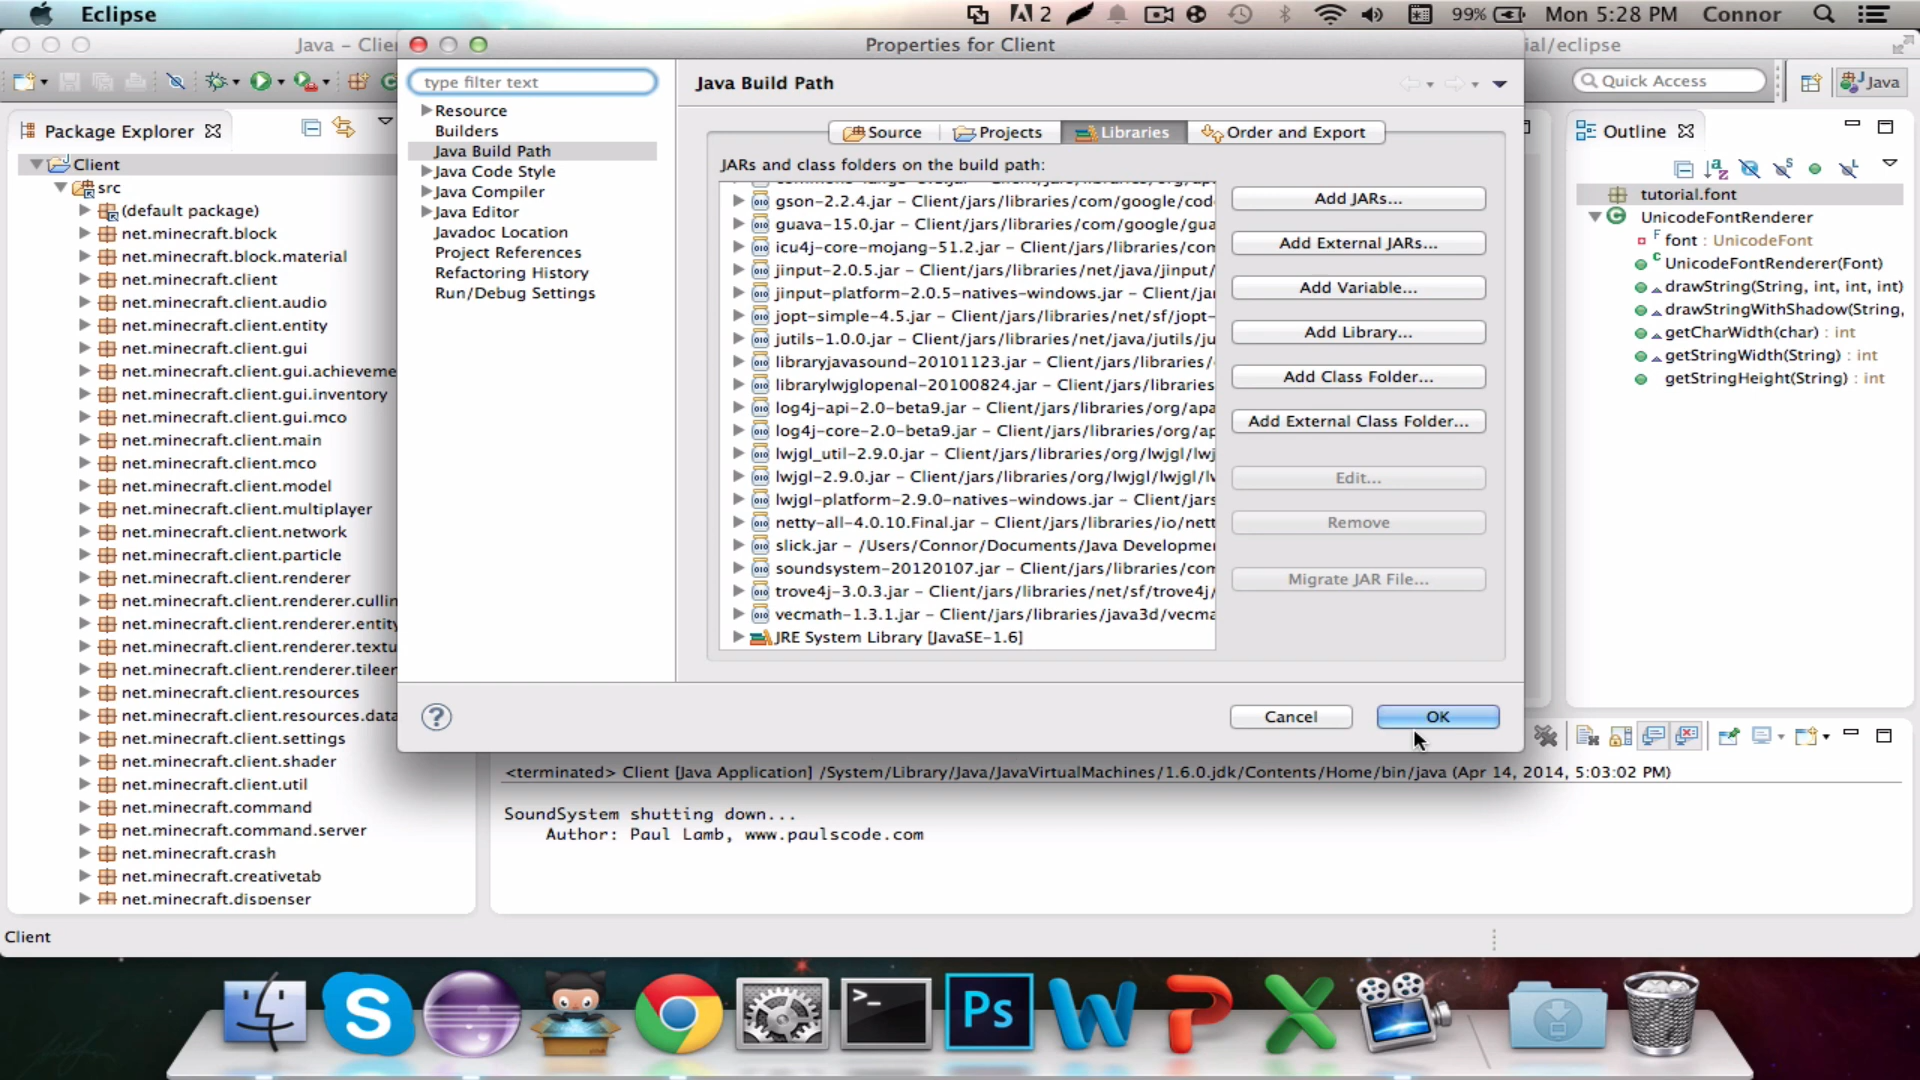 Eclipse
2
99%
Mon 5:28 PM
Connor
Java – Clie
Properties for Client
ial/eclipse
type filter text
Java Build Path
Quick Access
Java
Package Explorer
Client
src
(default package)
net.minecraft.block
net.minecraft.block.material
net.minecraft.client
net.minecraft.client.audio
net.minecraft.client.entity
net.minecraft.client.gui
net.minecraft.client.gui.achieveme
net.minecraft.client.gui.inventory
net.minecraft.client.gui.mco
net.minecraft.client.main
net.minecraft.client.mco
net.minecraft.client.model
net.minecraft.client.multiplayer
net.minecraft.client.network
net.minecraft.client.particle
net.minecraft.client.renderer
net.minecraft.client.renderer.cullin
net.minecraft.client.renderer.entity
net.minecraft.client.renderer.textu
net.minecraft.client.renderer.tileen
net.minecraft.client.resources
net.minecraft.client.resources.data
net.minecraft.client.settings
net.minecraft.client.shader
net.minecraft.client.util
net.minecraft.command
net.minecraft.command.server
net.minecraft.crash
net.minecraft.creativetab
net.minecraft.dispenser
Resource
Builders
Java Build Path
Java Code Style
Java Compiler
Java Editor
Javadoc Location
Project References
Refactoring History
Run/Debug Settings
Source
Projects
Libraries
Order and Export
JARs and class folders on the build path:
gson-2.2.4.jar – Client/jars/libraries/com/google/cod
guava-15.0.jar – Client/jars/libraries/com/google/gua
icu4j-core-mojang-51.2.jar – Client/jars/libraries/com
jinput-2.0.5.jar – Client/jars/libraries/net/java/jinput/
jinput-platform-2.0.5-natives-windows.jar – Client/jar
jopt-simple-4.5.jar – Client/jars/libraries/net/sf/jopt-
jutils-1.0.0.jar – Client/jars/libraries/net/java/jutils/ju
libraryjavasound-20101123.jar – Client/jars/libraries/
librarylwjglopenal-20100824.jar – Client/jars/libraries
log4j-api-2.0-beta9.jar – Client/jars/libraries/org/apa
log4j-core-2.0-beta9.jar – Client/jars/libraries/org/ap
lwjgl_util-2.9.0.jar – Client/jars/libraries/org/lwjgl/lwj
lwjgl-2.9.0.jar – Client/jars/libraries/org/lwjgl/lwjgl/lv
lwjgl-platform-2.9.0-natives-windows.jar – Client/jars
netty-all-4.0.10.Final.jar – Client/jars/libraries/io/nett
slick.jar – /Users/Connor/Documents/Java Developme
soundsystem-20120107.jar – Client/jars/libraries/com
trove4j-3.0.3.jar – Client/jars/libraries/net/sf/trove4j/
vecmath-1.3.1.jar – Client/jars/libraries/java3d/vecma
JRE System Library [JavaSE-1.6]
Add JARs...
Add External JARs...
Add Variable...
Add Library...
Add Class Folder...
Add External Class Folder...
Edit...
Remove
Migrate JAR File...
Cancel
OK
Outline
tutorial.font
UnicodeFontRenderer
font : UnicodeFont
UnicodeFontRenderer(Font)
drawString(String, int, int, int)
drawStringWithShadow(String,
getCharWidth(char) : int
getStringWidth(String) : int
getStringHeight(String) : int
<terminated> Client [Java Application] /System/Library/Java/JavaVirtualMachines/1.6.0.jdk/Contents/Home/bin/java (Apr 14, 2014, 5:03:02 PM)
SoundSystem shutting down...
Author: Paul Lamb, www.paulscode.com
Client
Ps